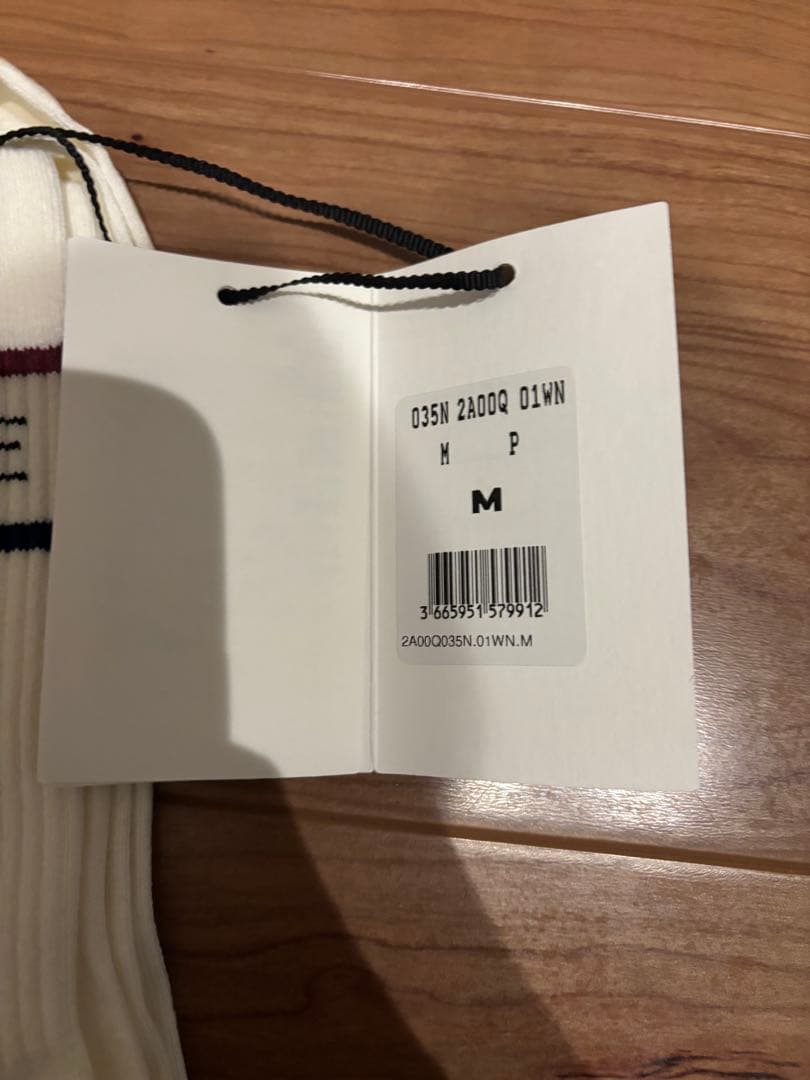 035N 2A00Q 01WN
M P
M
3 665951 579912
2A00Q035N.01WN.M
E